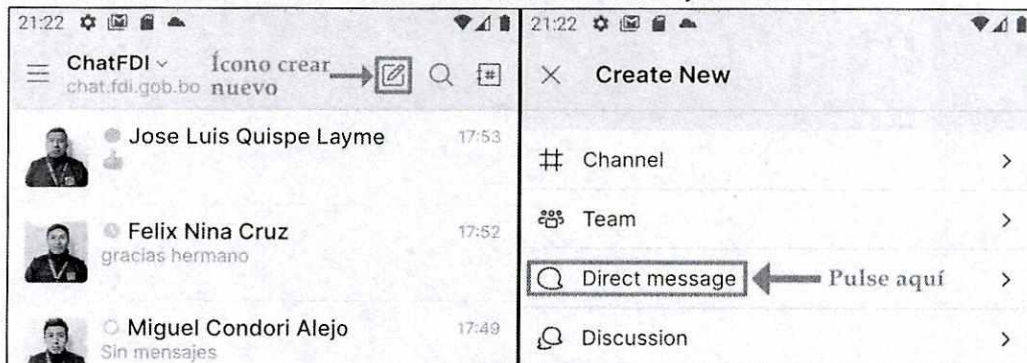 21:22
ChatFDI
chat.fdi.gob.bo
Ícono crear
nuevo
Jose Luis Quispe Layme
17:53
Felix Nina Cruz
17:52
gracias hermano
Miguel Condori Alejo
17:49
Sin mensajes
21:22
Create New
Channel
Team
Direct message
Pulse aquí
Discussion